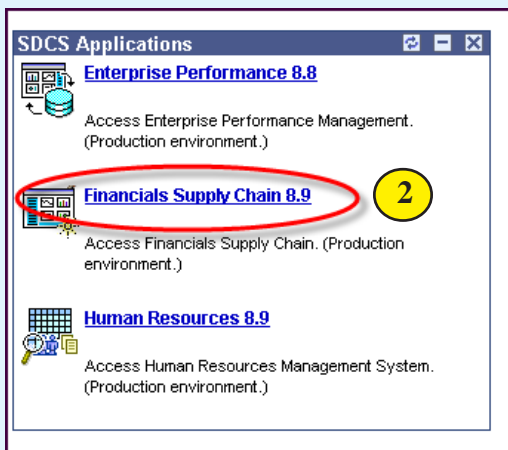 SDCS Applications
Enterprise Performance 8.8
Access Enterprise Performance Management.
(Production environment.)
Financials Supply Chain 8.9
2
Access Financials Supply Chain. (Production
environment.)
Human Resources 8.9
Access Human Resources Management System.
(Production environment.)